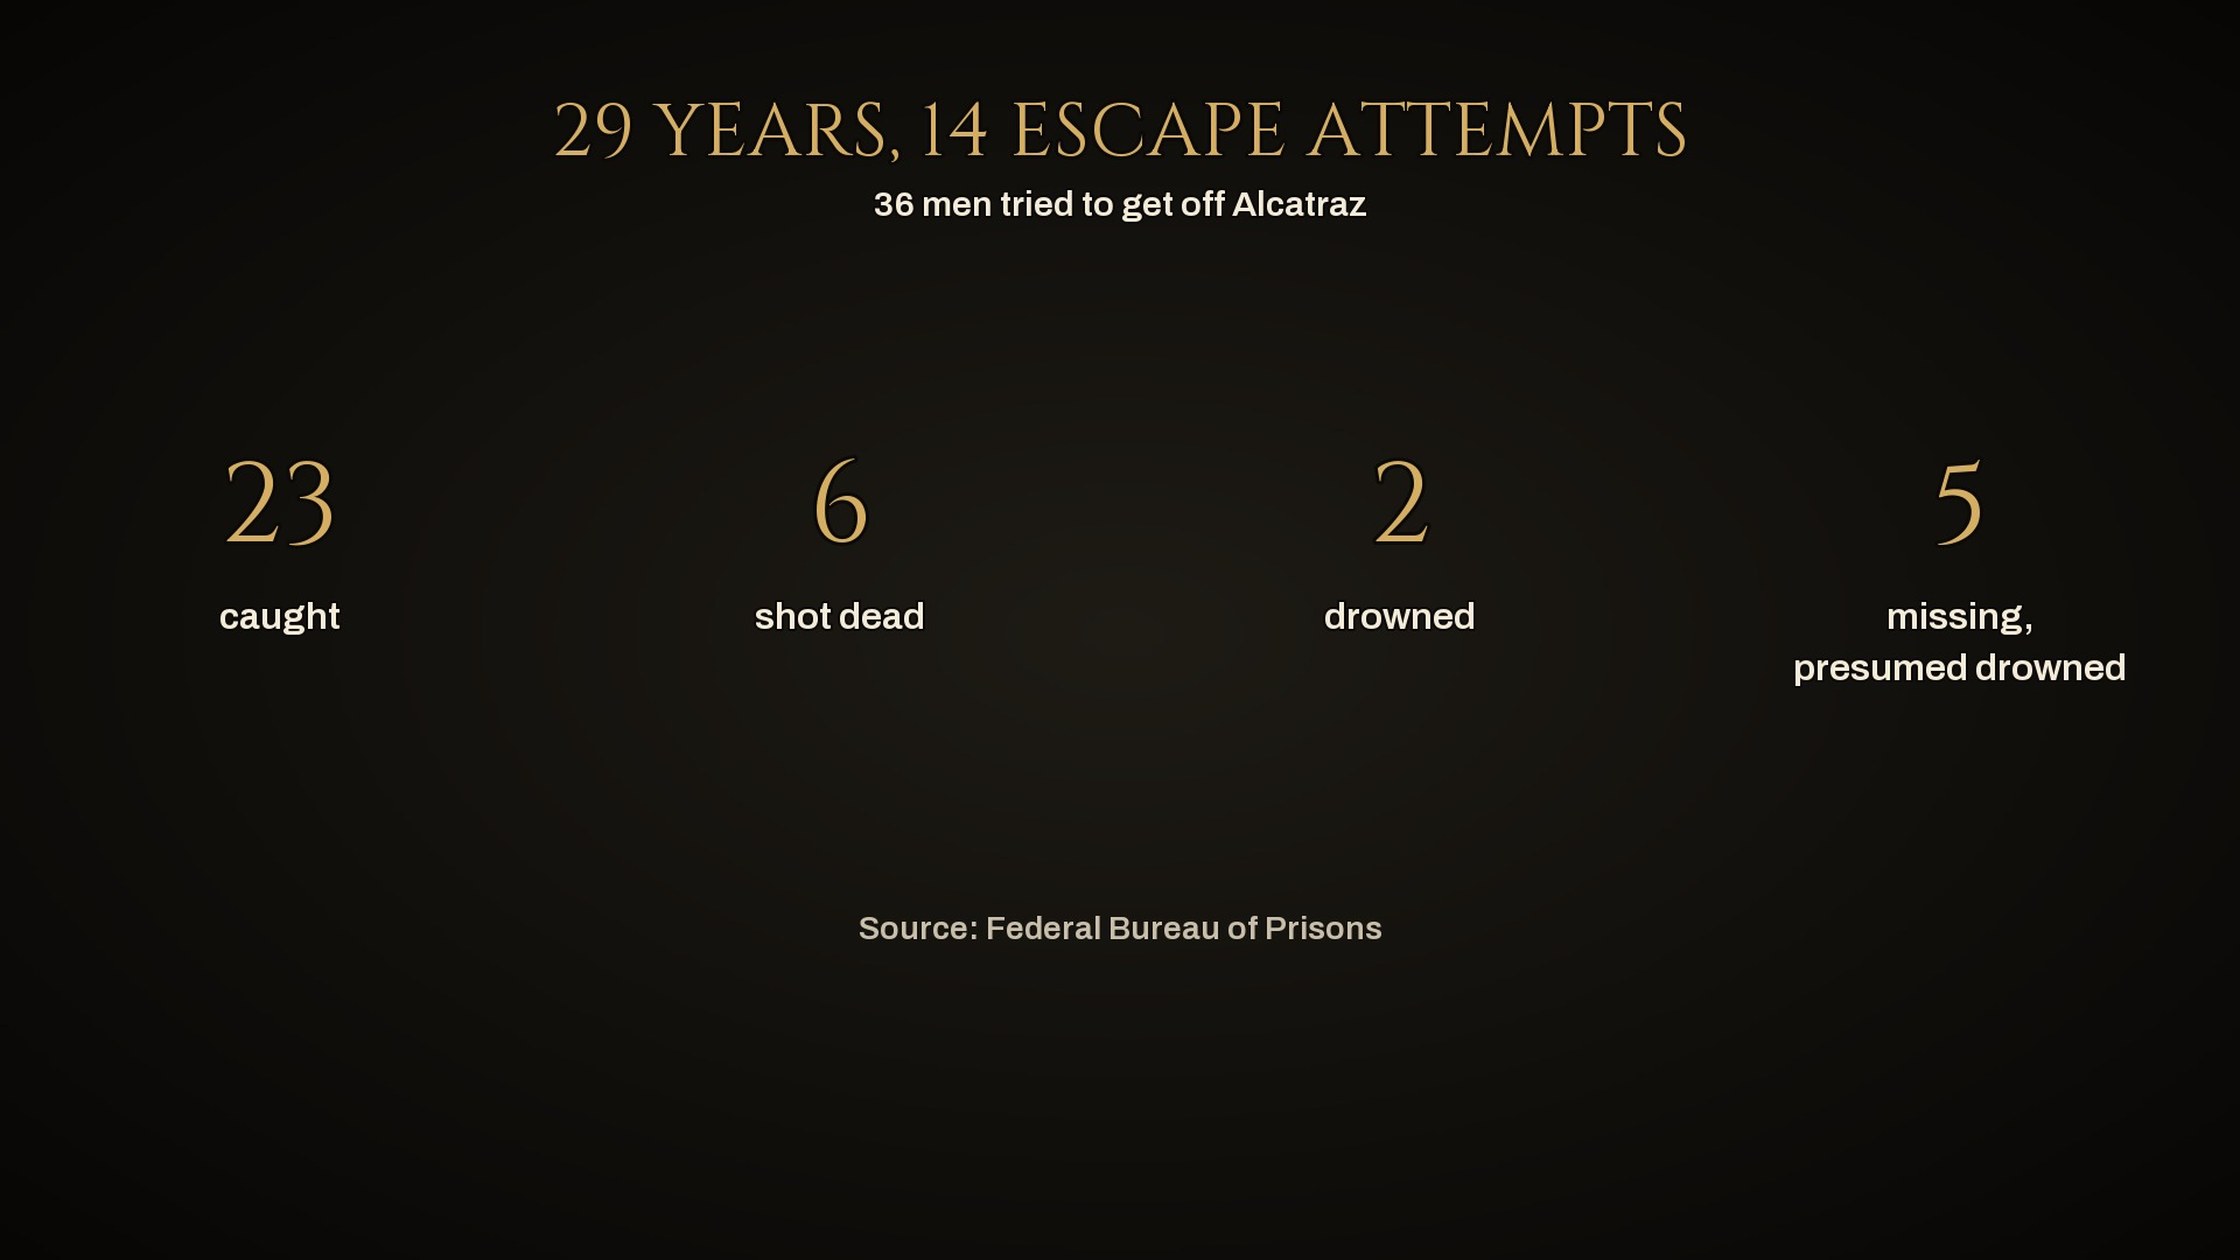 29 YEARS, 14 ESCAPE ATTEMPTS
36 men tried to get off Alcatraz
23
caught
6
shot dead
2
drowned
5
missing,
presumed drowned
Source: Federal Bureau of Prisons